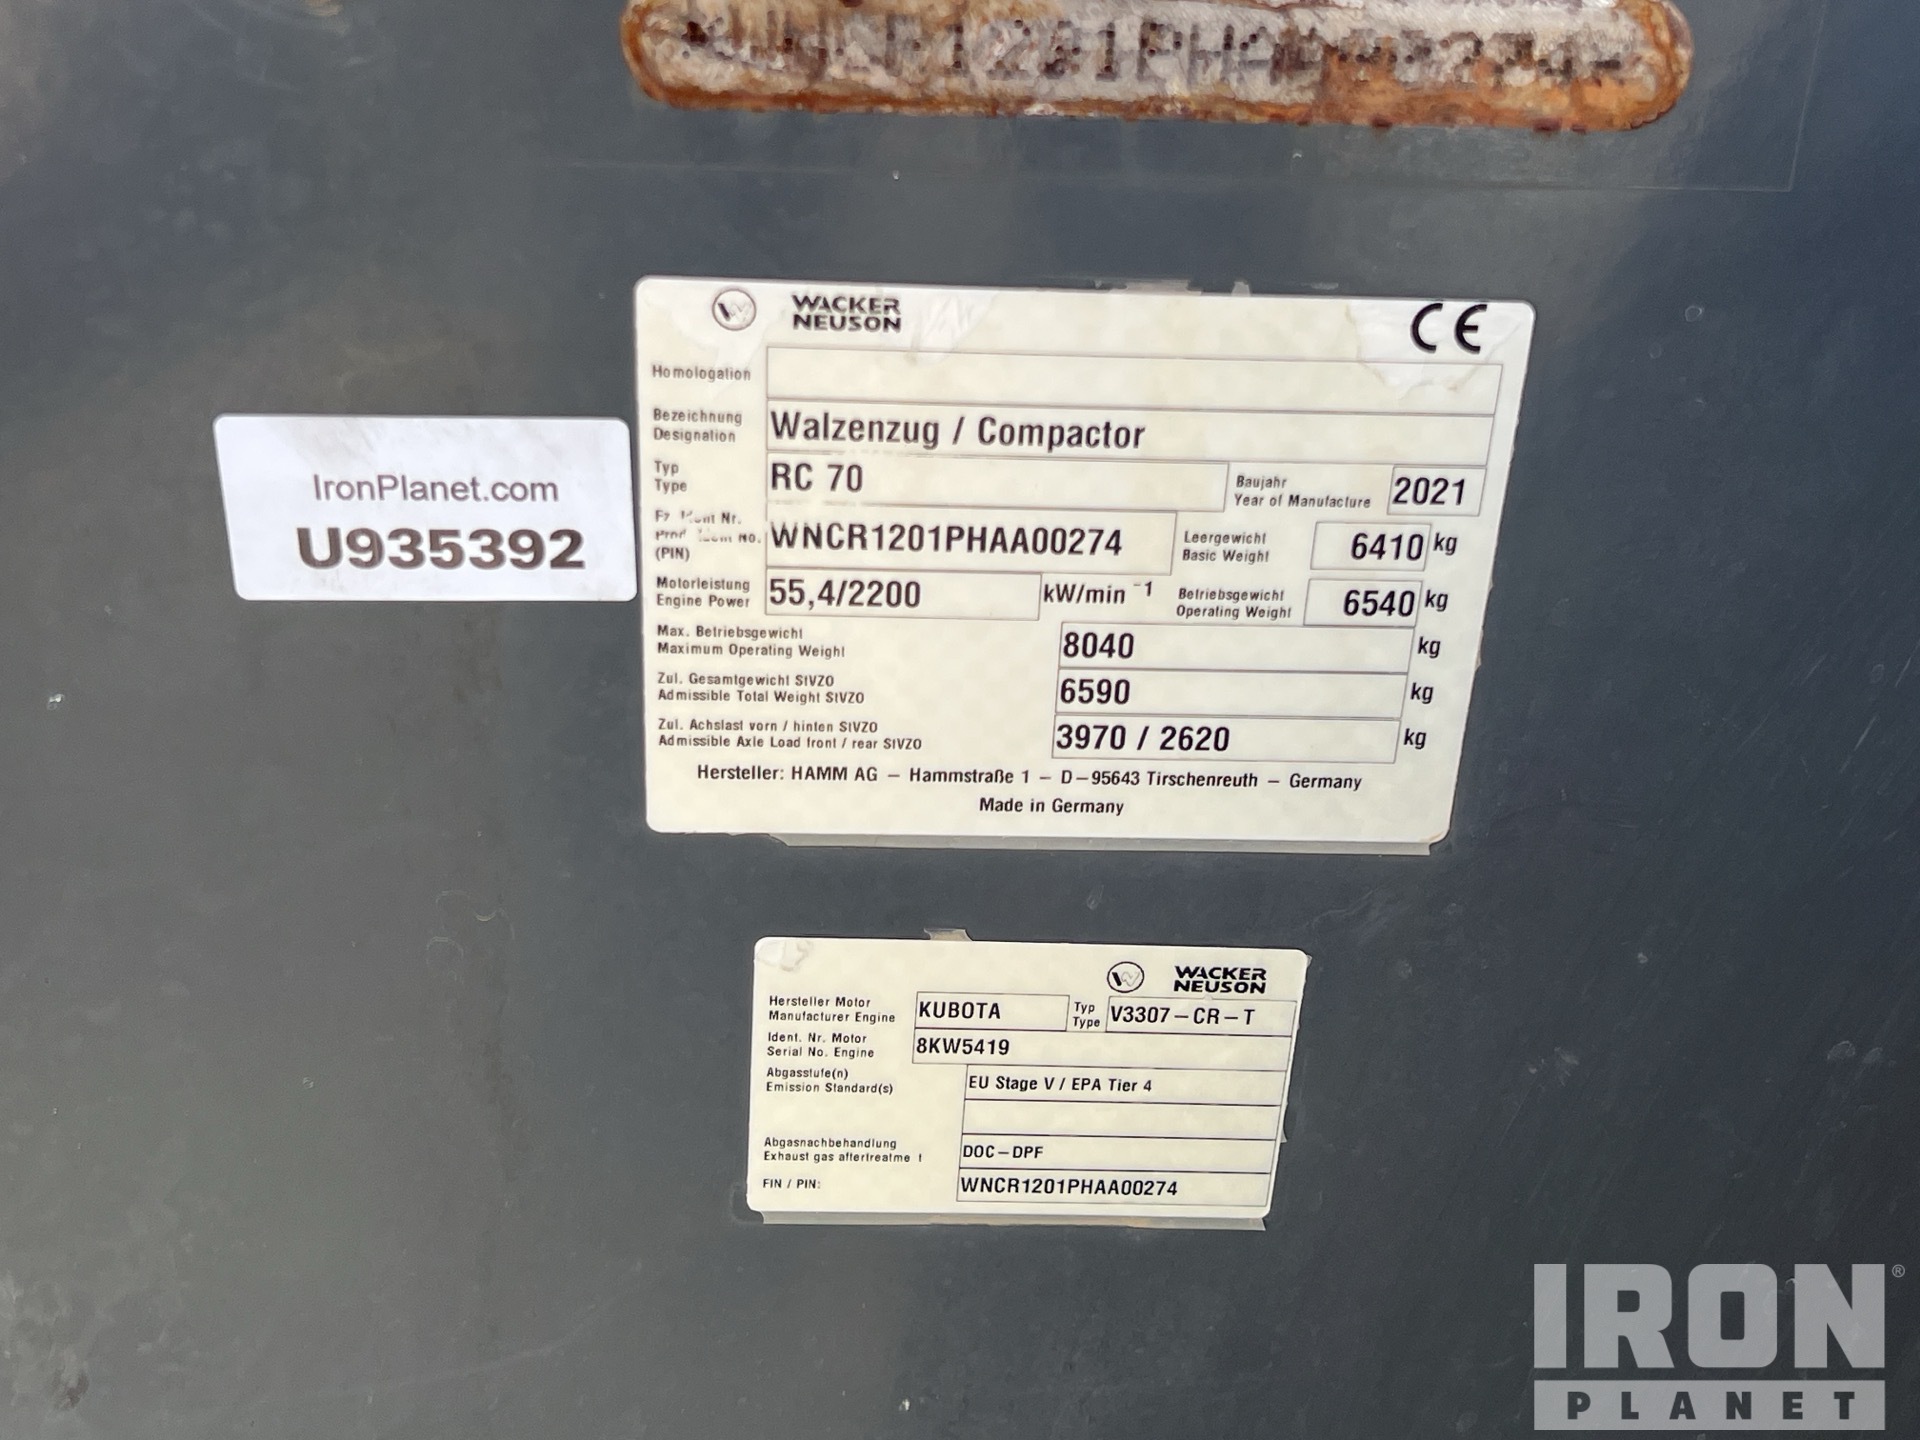 WACKER
NEUSON
CE
Homologation
Bezeichnung
Designation
Walzenzug / Compactor
Typ
Type
RC 70
Baujahr
Year of Manufacture
2021
Nr.
No.
(PIN)
WNCR1201PHAA00274
Leergewicht
Basic Weight
6410 kg
Motorleistung
Engine Power
55,4/2200
kW/min -1
Betriebsgewicht
Operating Weight
6540 kg
Max. Betriebsgewicht
Maximum Operating Weight
8040 kg
Zul. Gesamtgewicht StVZO
Admissible Total Weight StVZO
6590 kg
Zul. Achslast vorn / hinten StVZO
Admissible Axle Load front / rear StVZO
3970 / 2620 kg
Hersteller: HAMM AG – Hammstraße 1 – D–95643 Tirschenreuth – Germany
Made in Germany
IronPlanet.com
U935392
WACKER
NEUSON
Hersteller Motor
Manufacturer Engine
KUBOTA
Typ
Type
V3307–CR–T
Ident. Nr. Motor
Serial No. Engine
8KW5419
Abgasstufe(n)
Emission Standard(s)
EU Stage V / EPA Tier 4
Abgasnachbehandlung
Exhaust gas aftertreatme t
DOC–DPF
FIN / PIN:
WNCR1201PHAA00274
IRON®
PLANET